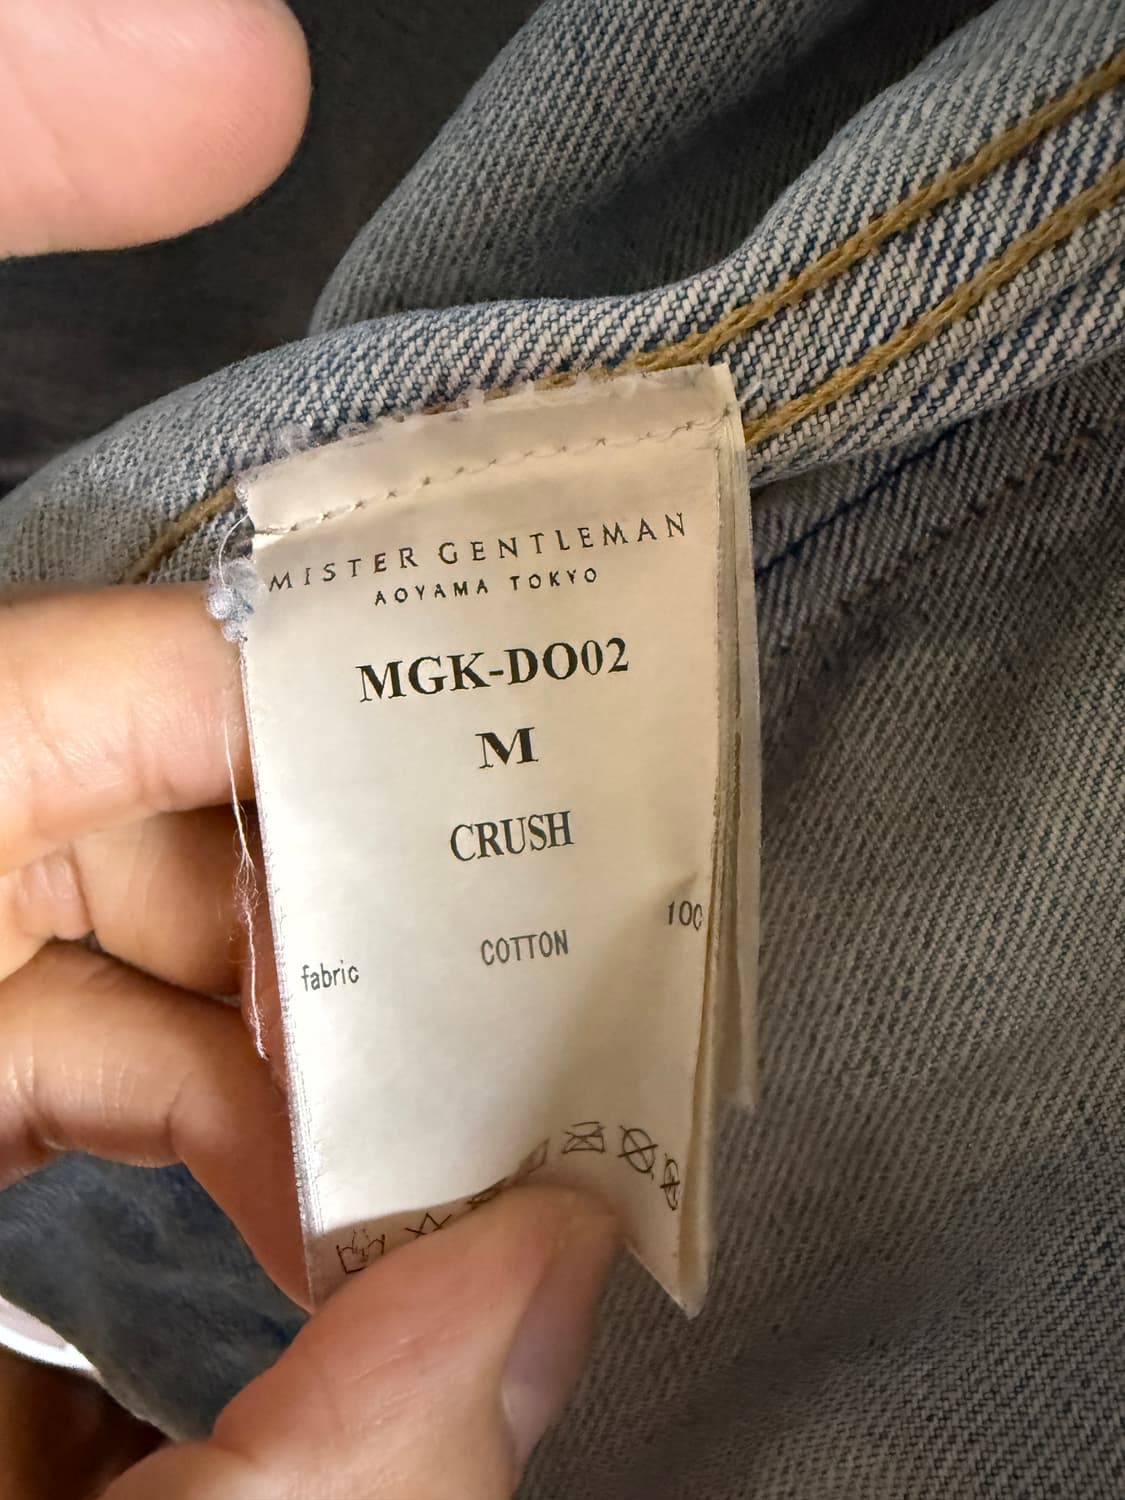 MISTER GENTLEMAN
AOYAMA TOKYO
MGK-DO02
M
CRUSH
fabric COTTON 100